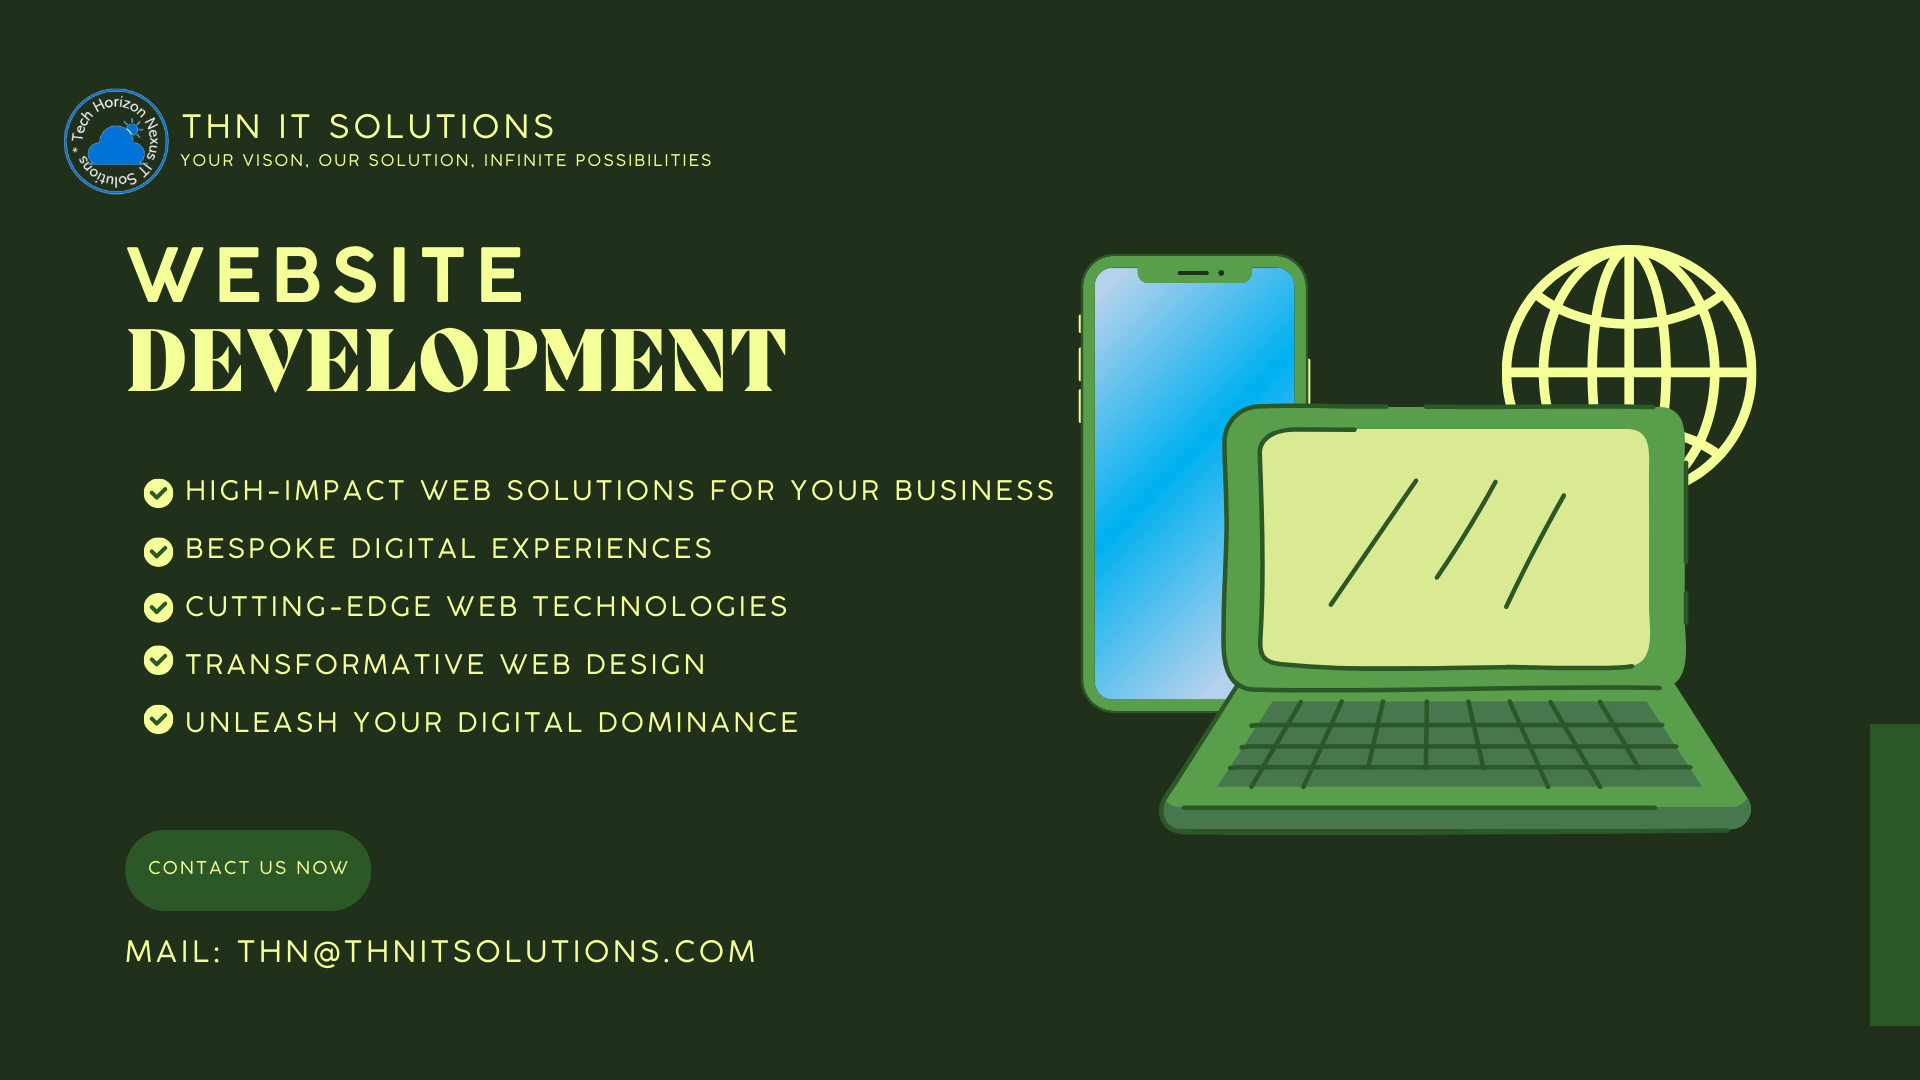 Tech Horizon Nexus IT Solutions *
THN IT SOLUTIONS
YOUR VISON, OUR SOLUTION, INFINITE POSSIBILITIES
WEBSITE
DEVELOPMENT
HIGH-IMPACT WEB SOLUTIONS FOR YOUR BUSINESS
BESPOKE DIGITAL EXPERIENCES
CUTTING-EDGE WEB TECHNOLOGIES
TRANSFORMATIVE WEB DESIGN
UNLEASH YOUR DIGITAL DOMINANCE
CONTACT US NOW
MAIL: THN@THNITSOLUTIONS.COM